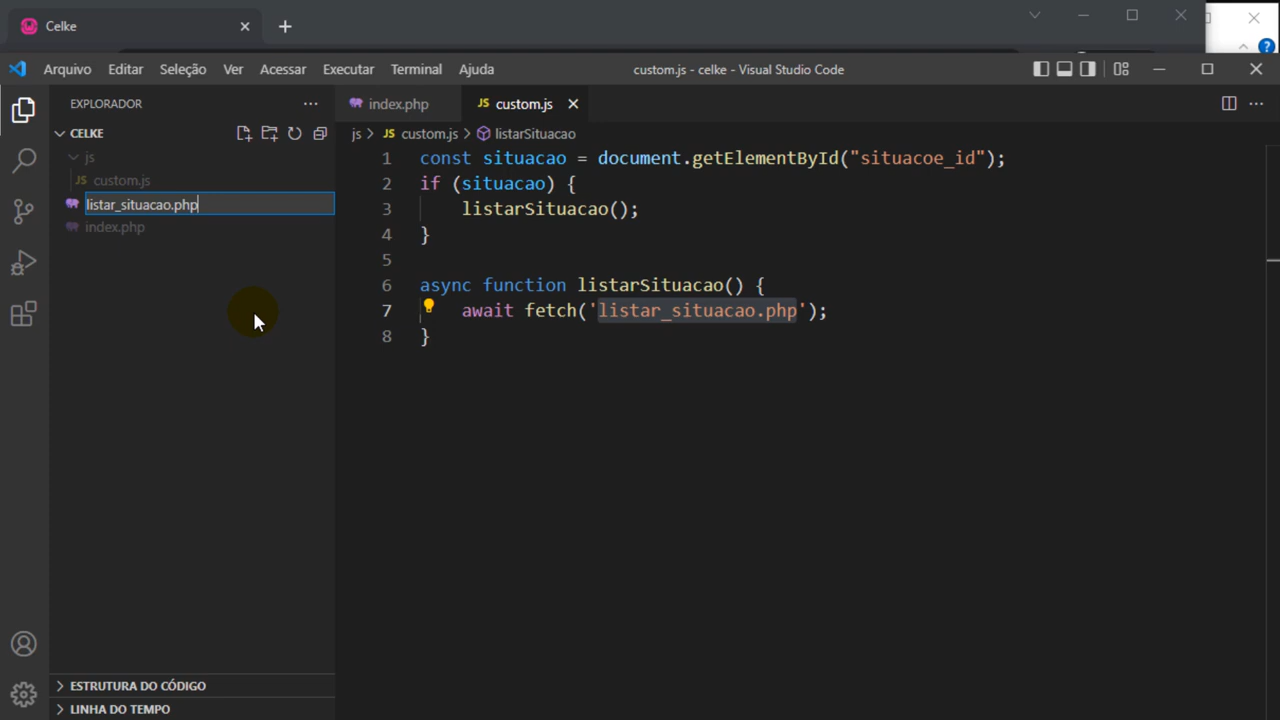 Celke
Arquivo Editar Seleção Ver Acessar Executar Terminal Ajuda
custom.js - celke - Visual Studio Code
EXPLORADOR
index.php
JS custom.js
CELKE
js > JS custom.js > listarSituacao
js
JS custom.js
listar_situacao.php
index.php
1 const situacao = document.getElementById("situacoe_id");
2 if (situacao) {
3 listarSituacao();
4 }
5
6 async function listarSituacao() {
7 await fetch('listar_situacao.php');
8 }
ESTRUTURA DO CÓDIGO
LINHA DO TEMPO